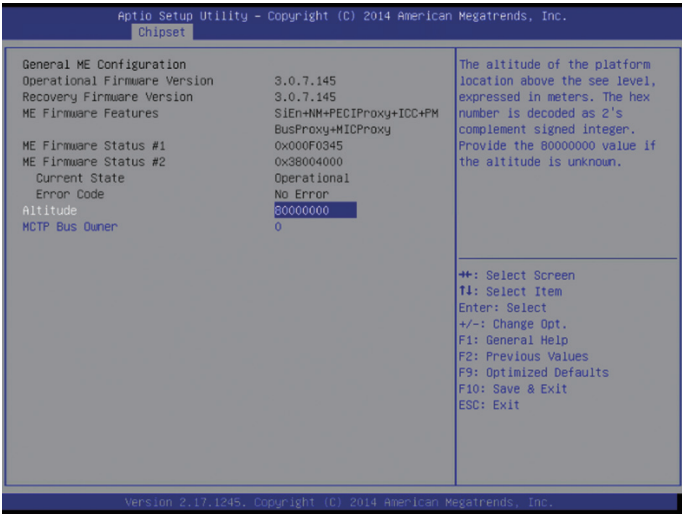 Aptio Setup Utility – Copyright (C) 2014 American Megatrends, Inc.
Chipset
General ME Configuration
Operational Firmware Version 3.0.7.145
Recovery Firmware Version 3.0.7.145
ME Firmware Features SiEn+NM+PECIProxy+ICC+PM
BusProxy+MICProxy
ME Firmware Status #1 0x000F0345
ME Firmware Status #2 0x38004000
Current State Operational
Error Code No Error
Altitude 80000000
MCTP Bus Owner 0
The altitude of the platform
location above the see level,
expressed in meters. The hex
number is decoded as 2's
complement signed integer.
Provide the 80000000 value if
the altitude is unknown.
→←: Select Screen
↑↓: Select Item
Enter: Select
+/-: Change Opt.
F1: General Help
F2: Previous Values
F9: Optimized Defaults
F10: Save & Exit
ESC: Exit
Version 2.17.1245. Copyright (C) 2014 American Megatrends, Inc.